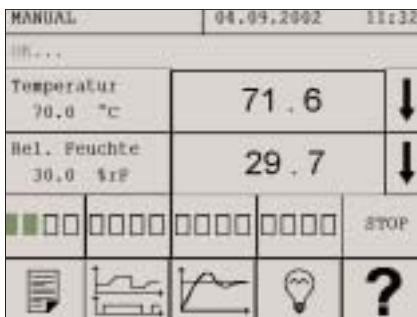 MANUAL 04.09.2002 11:32
OK...
Temperatur
70.0 °C
71.6
Rel. Feuchte
30.0 %rF
29.7
STOP
?